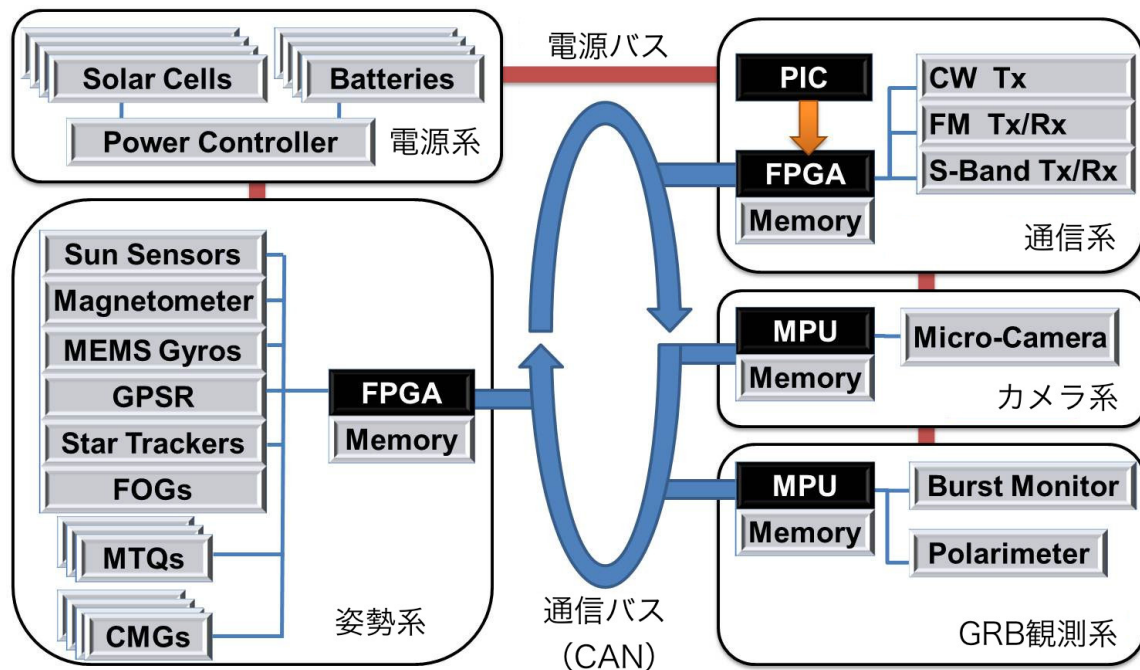 Solar Cells
Batteries
Power Controller
電源系
電源バス
PIC
FPGA
Memory
CW Tx
FM Tx/Rx
S-Band Tx/Rx
通信系
Sun Sensors
Magnetometer
MEMS Gyros
GPSR
Star Trackers
FOGs
MTQs
CMGs
FPGA
Memory
姿勢系
通信バス
（CAN）
MPU
Memory
Micro-Camera
カメラ系
MPU
Memory
Burst Monitor
Polarimeter
GRB観測系